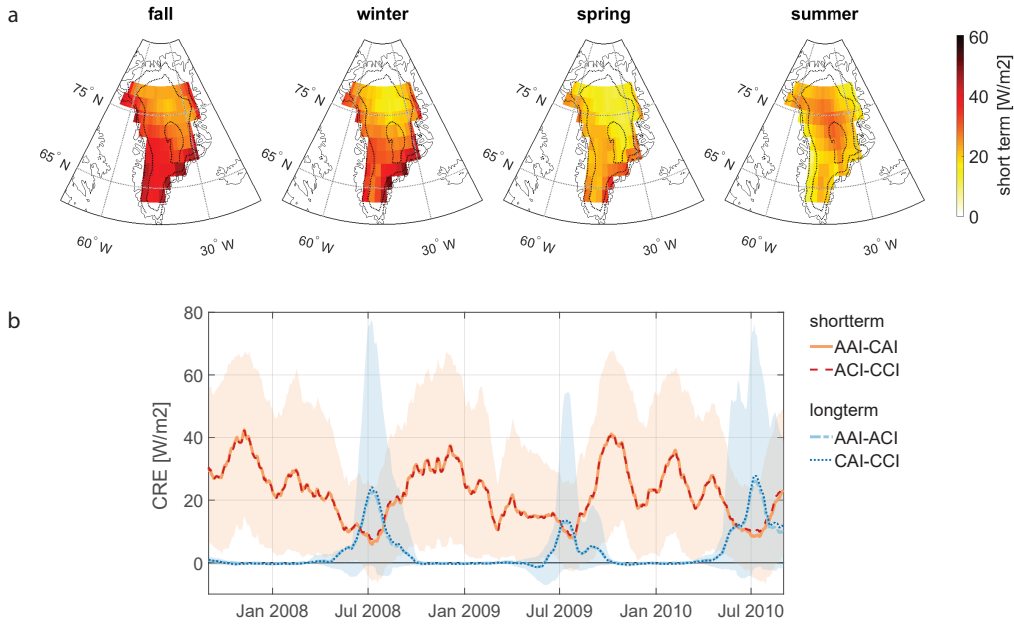 a
fall
winter
spring
summer
75° N
65 N
60° W
30° W
75° N
65° N
60° W
30° W
75° N
65° N
60° W
30° W
75° N
65° N
60° W
30° W
60
40
20
0
short term [W/m2]
b
80
60
40
20
0
CRE [W/m2]
Jan 2008
Jul 2008
Jan 2009
Jul 2009
Jan 2010
Jul 2010
shortterm
AAI-CAI
ACI-CCI
longterm
AAI-ACI
CAI-CCI